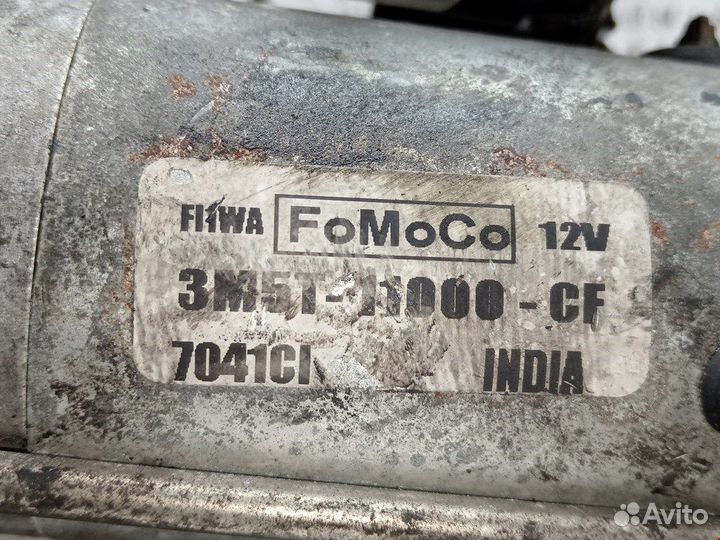 FI1WA FoMoCo 12V
3M5T-11000-CF
7041CI INDIA
Avito